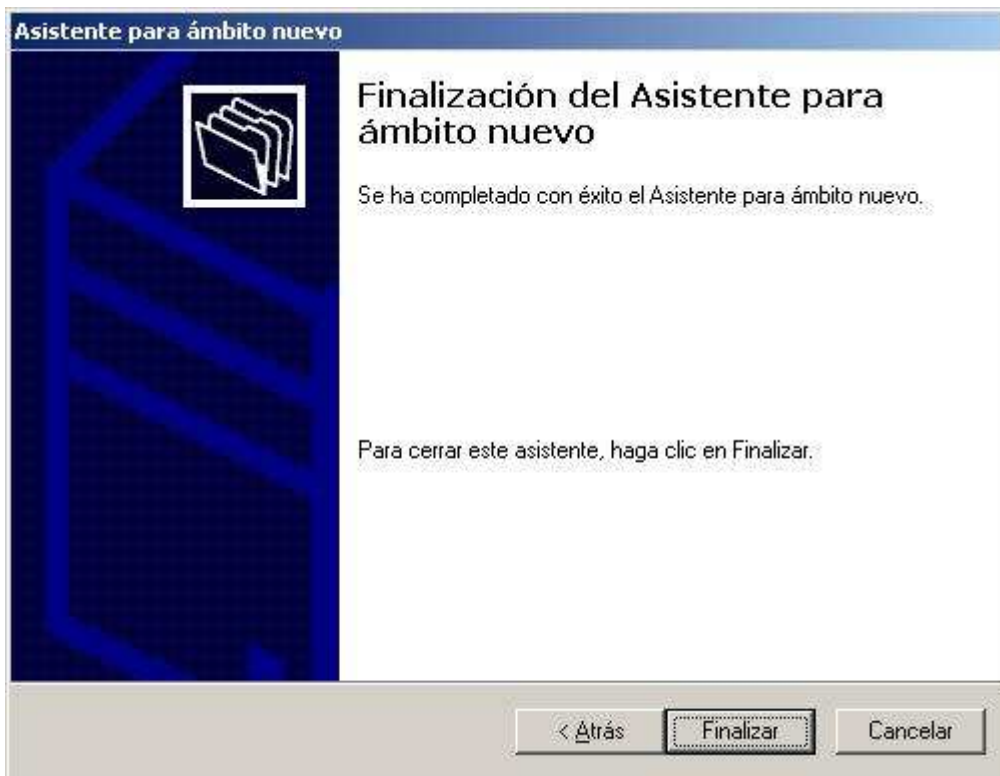 Asistente para ámbito nuevo
Finalización del Asistente para
ámbito nuevo
Se ha completado con éxito el Asistente para ámbito nuevo.
Para cerrar este asistente, haga clic en Finalizar.
< Atrás
Finalizar
Cancelar